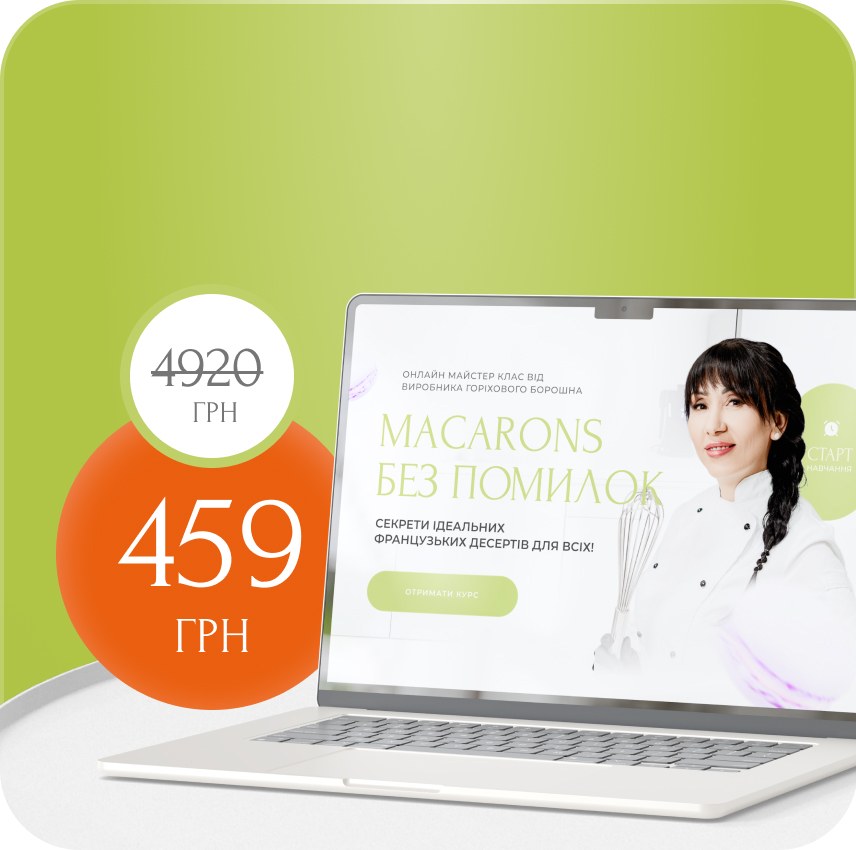 4920
ГРН
459
ГРН
ОНЛАЙН МАЙСТЕР КЛАС ВІД
ВИРОБНИКА ГОРІХОВОГО БОРОШНА
MACARONS
БЕЗ ПОМИЛОК
СЕКРЕТИ ІДЕАЛЬНИХ
ФРАНЦУЗЬКИХ ДЕСЕРТІВ ДЛЯ ВСІХ!
ОТРИМАТИ КУРС
СТАРТ
НАВЧАННЯ